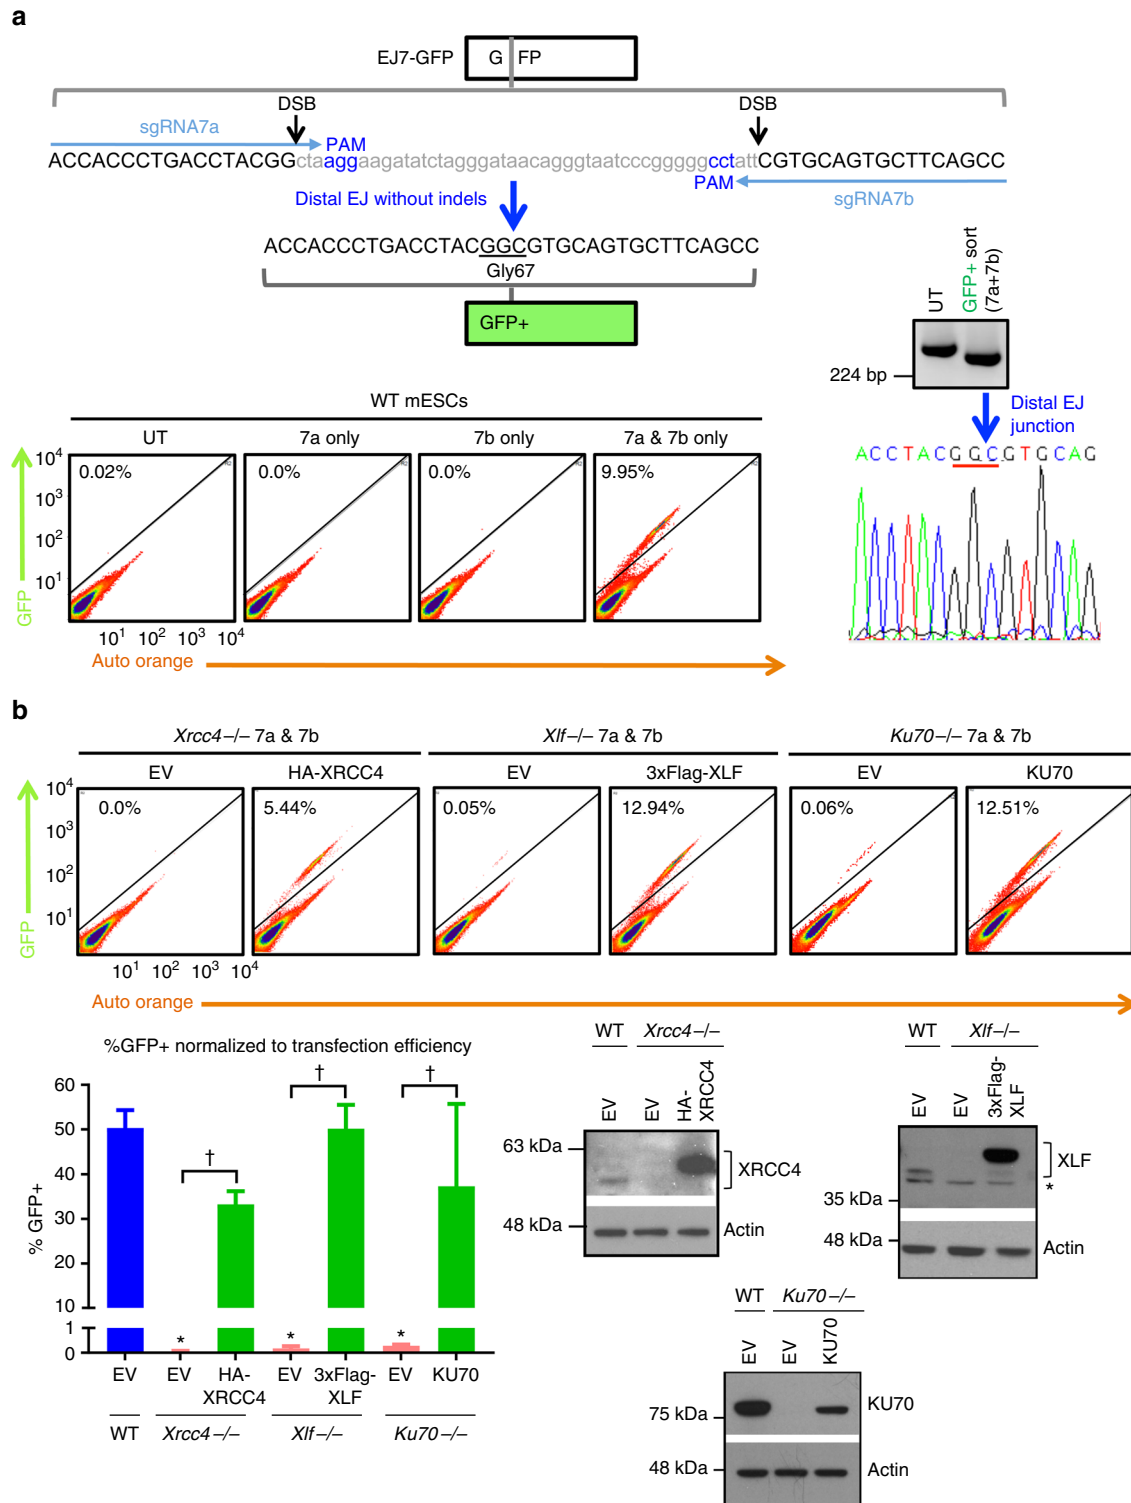 a
EJ7-GFP
G FP
DSB DSB
sgRNA7a
PAM
ACCACCCTGACCTACGGctaaggaagatatctagggataacagggtaatcccgggggcctattCGTGCAGTGCTTCAGCC
PAM
sgRNA7b
Distal EJ without indels
ACCACCCTGACCTACGGCGTGCAGTGCTTCAGCC
Gly67
GFP+
UT
GFP+ sort
(7a+7b)
224 bp
Distal EJ
junction
ACCTACGGCGTGCAG
WT mESCs
UT 7a only 7b only 7a & 7b only
0.02% 0.0% 0.0% 9.95%
10^4
10^3
10^2
10^1
GFP
10^1 10^2 10^3 10^4
Auto orange
b
Xrcc4–/– 7a & 7b Xlf–/– 7a & 7b Ku70–/– 7a & 7b
EV HA-XRCC4 EV 3xFlag-XLF EV KU70
0.0% 5.44% 0.05% 12.94% 0.06% 12.51%
10^4
10^3
10^2
10^1
GFP
10^1 10^2 10^3 10^4
Auto orange
%GFP+ normalized to transfection efficiency
% GFP+
60
50
40
30
20
10
1
0
† † †
* * *
EV EV HA-XRCC4 EV 3xFlag-XLF EV KU70
WT Xrcc4–/– Xlf–/– Ku70–/–
WT Xrcc4–/–
EV EV HA-XRCC4
63 kDa
XRCC4
48 kDa
Actin
WT Xlf–/–
EV EV 3xFlag-XLF
XLF
*
35 kDa
48 kDa
Actin
WT Ku70–/–
EV EV KU70
75 kDa
KU70
48 kDa
Actin